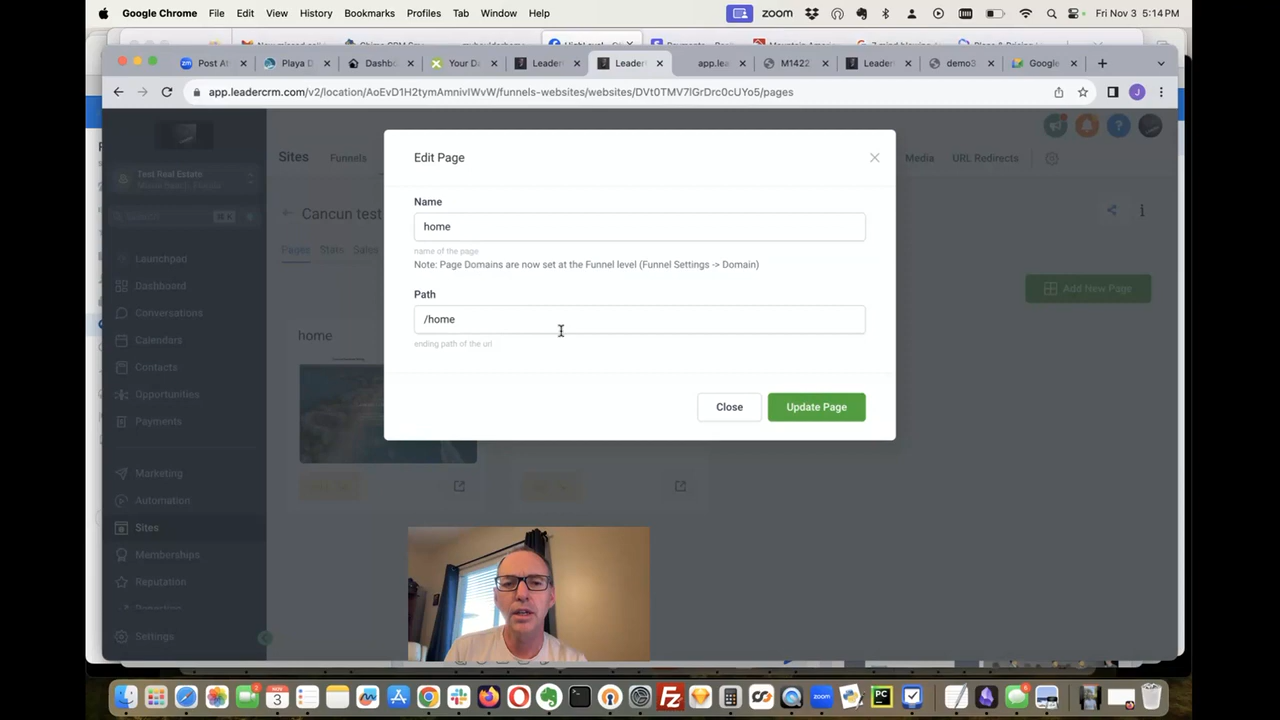 Google Chrome File Edit View History Bookmarks Profiles Tab Window Help
zoom Fri Nov 3 5:14 PM
Post At Playa D Dashb Your Da Leader Leader app.lea M1422 Leader demo3 Google
app.leadercrm.com/v2/location/AoEvD1H2tymAmnivIWvW/funnels-websites/websites/DVt0TMV7lGrDrc0cUYo5/pages
J
Sites Funnels Media URL Redirects
Test Real Estate
Cancun test
Pages Stats Sales
Add New Page
home
Launchpad
Dashboard
Conversations
Calendars
Contacts
Opportunities
Payments
Marketing
Automation
Sites
Memberships
Reputation
Settings
Edit Page
Name
home
name of the page
Note: Page Domains are now set at the Funnel level (Funnel Settings -> Domain)
Path
/home
ending path of the url
Close Update Page
NOV
3
zoom
PC